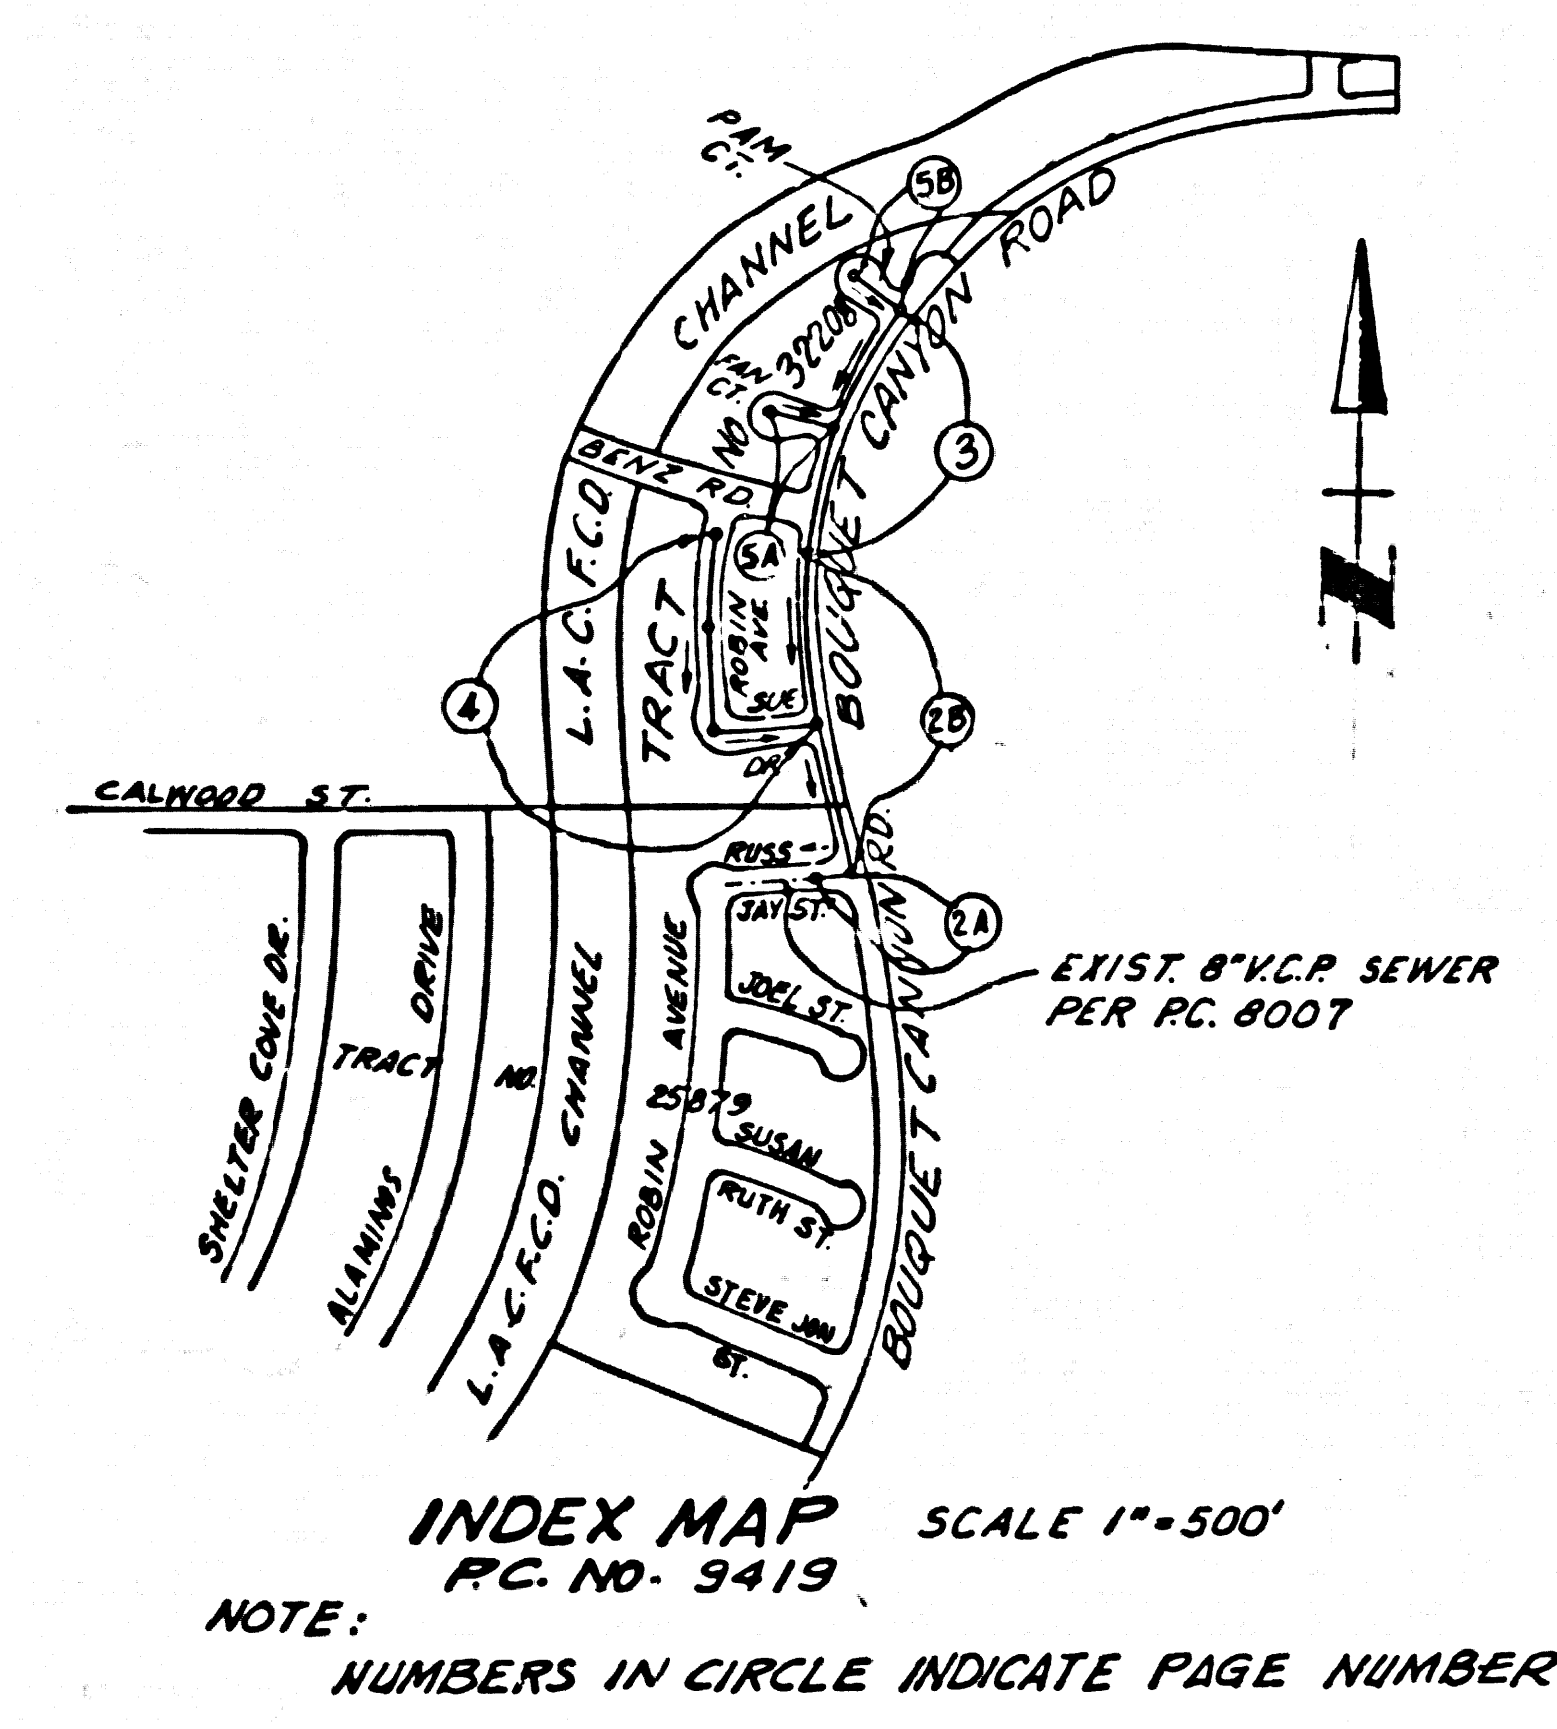 PAM
CT.
5B
CHANNEL
ROAD
CANYON
BOUQUET
FAN
CT.
NO. 32208
3
BENZ RD.
5A
L.A.C.F.C.D.
TRACT
ROBIN
AVE
SUE
DR.
4
2B
CALWOOD ST.
RUSS
JAY ST.
2A
BOUQUET CANYON RD.
EXIST. 8" V.C.P. SEWER
PER P.C. 8007
JOEL ST.
SHELTER COVE DR.
ALAMINOS DRIVE
TRACT NO. 25879
L.A.C.F.C.D. CHANNEL
ROBIN AVENUE
SUSAN
RUTH ST.
STEVE JON
ST.
INDEX MAP SCALE 1"=500'
P.C. NO. 9419
NOTE:
NUMBERS IN CIRCLE INDICATE PAGE NUMBER